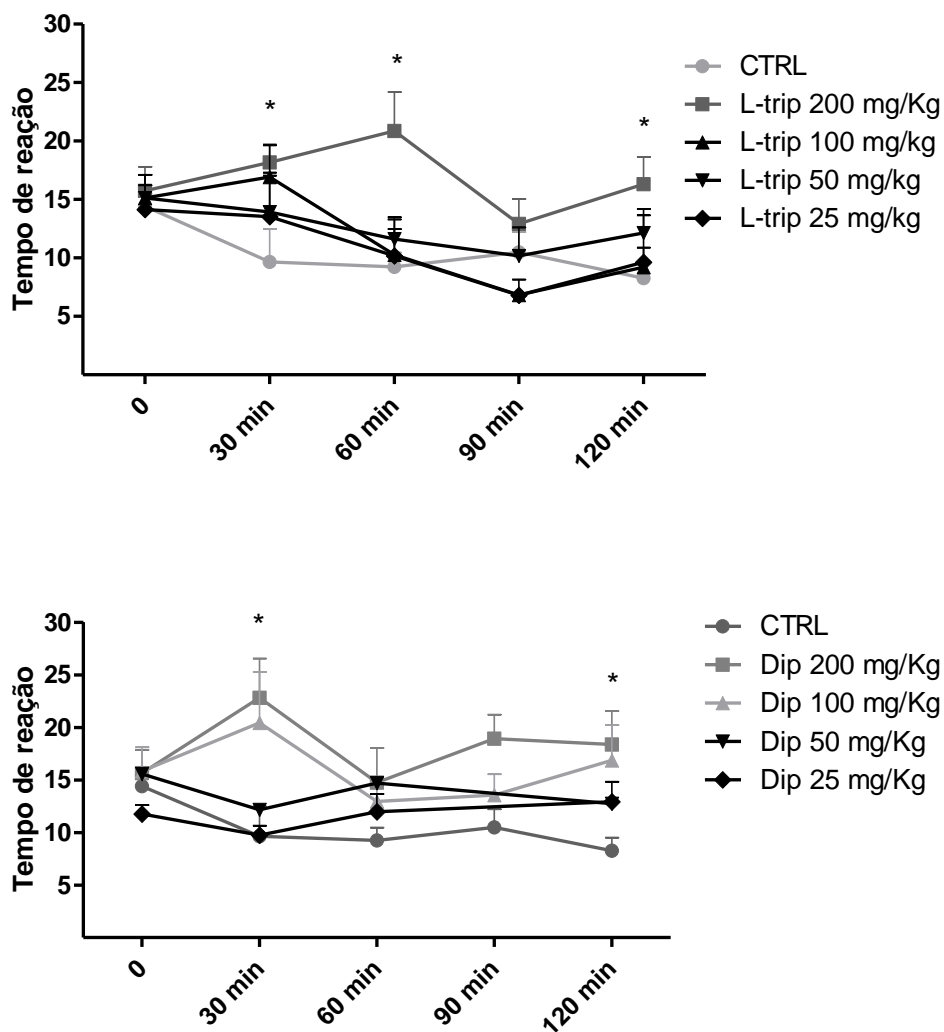 30
25
20
15
10
5
Tempo de reação
*
*
*
0
30 min
60 min
90 min
120 min
CTRL
L-trip 200 mg/Kg
L-trip 100 mg/kg
L-trip 50 mg/kg
L-trip 25 mg/kg
30
25
20
15
10
5
Tempo de reação
*
*
0
30 min
60 min
90 min
120 min
CTRL
Dip 200 mg/Kg
Dip 100 mg/Kg
Dip 50 mg/Kg
Dip 25 mg/Kg